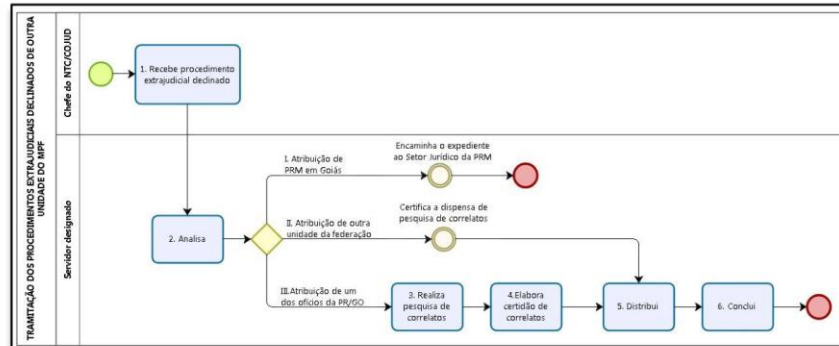 TRAMITAÇÃO DOS PROCEDIMENTOS EXTRAJUDICIAIS DECLINADOS DE OUTRA
UNIDADE DO MPF
Chefe do NTC/COJUD
1. Recebe procedimento
extrajudicial declinado
Servidor designado
2. Analisa
I. Atribuição de
PRM em Goiás
Encaminha o expediente
ao Setor Jurídico da PRM
II. Atribuição de outra
unidade da federação
Certifica a dispensa de
pesquisa de correlatos
III.Atribuição de um
dos ofícios da PR/GO
3. Realiza
pesquisa de
correlatos
4.Elabora
certidão de
correlatos
5. Distribui
6. Conclui